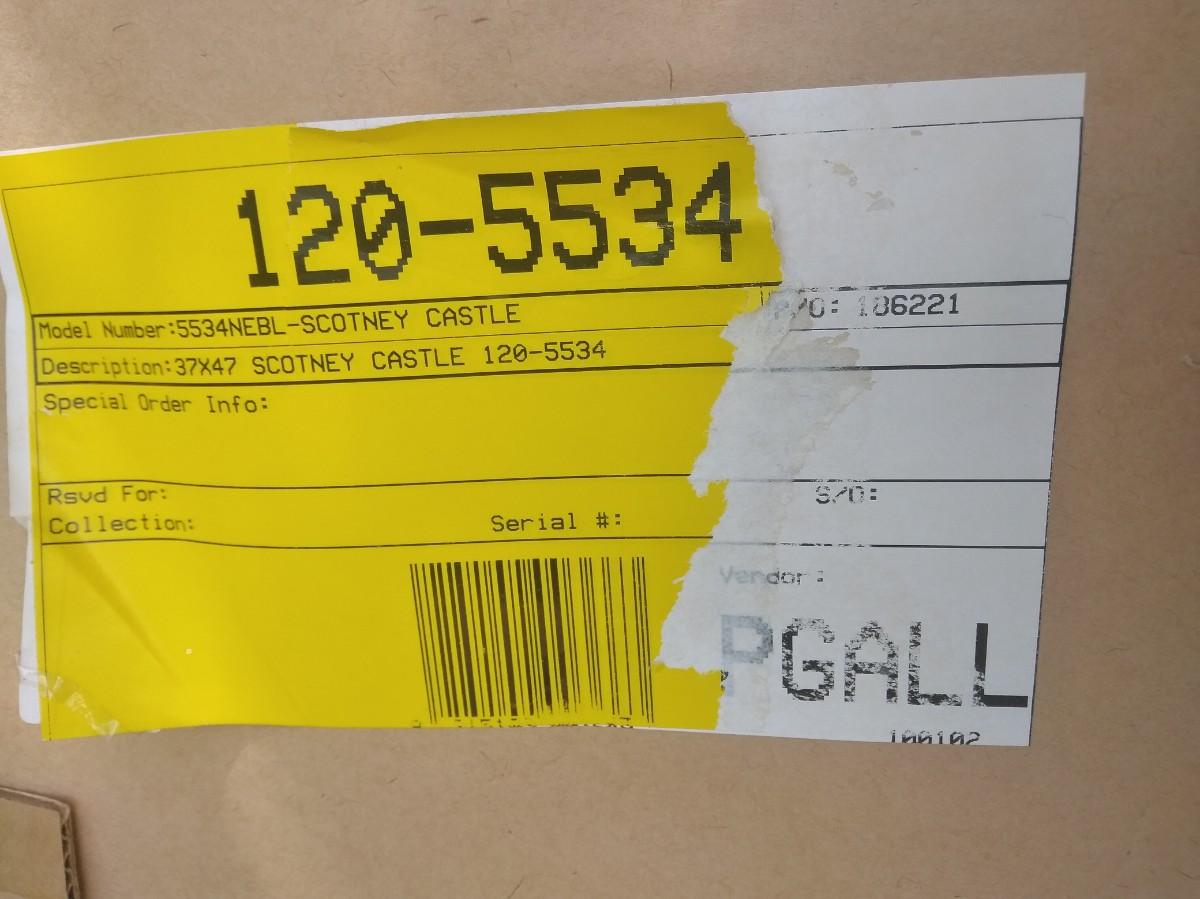 120-5534
Model Number:5534NEBL-SCOTNEY CASTLE
P/O: 186221
Description:37X47 SCOTNEY CASTLE 120-5534
Special Order Info:
Rsvd For:
S/O:
Collection:
Serial #:
Vendor:
PGALL
100102